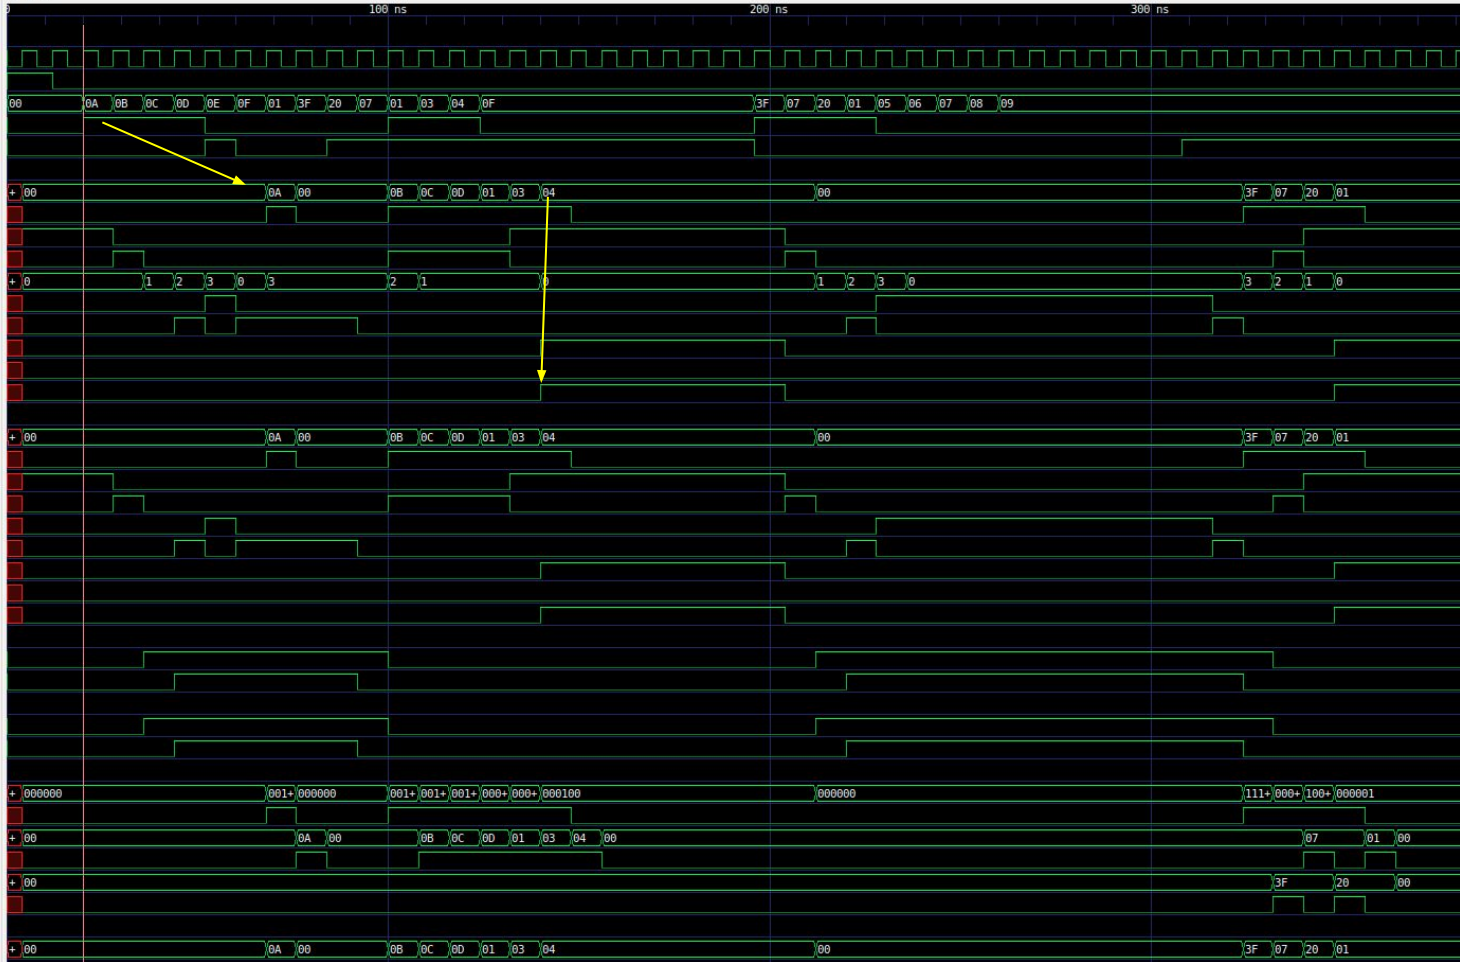 0 100 ns 200 ns 300 ns
00 0A 0B 0C 0D 0E 0F 01 3F 20 07 01 03 04 0F 3F 07 20 01 05 06 07 08 09
+ 00 0A 00 0B 0C 0D 01 03 04 00 3F 07 20 01
+ 0 1 2 3 0 3 2 1 0 1 2 3 0 3 2 1 0
+ 00 0A 00 0B 0C 0D 01 03 04 00 3F 07 20 01
+ 000000 001+ 000000 001+ 001+ 001+ 000+ 000+ 000100 000000 111+ 000+ 100+ 000001
+ 00 0A 00 0B 0C 0D 01 03 04 00 07 01 00
+ 00 3F 20 00
+ 00 0A 00 0B 0C 0D 01 03 04 00 3F 07 20 01